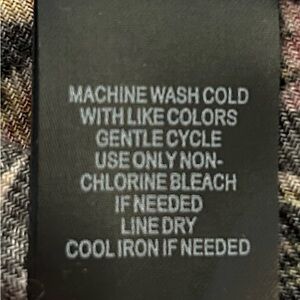 MACHINE WASH COLD
WITH LIKE COLORS
GENTLE CYCLE
USE ONLY NON-
CHLORINE BLEACH
IF NEEDED
LINE DRY
COOL IRON IF NEEDED